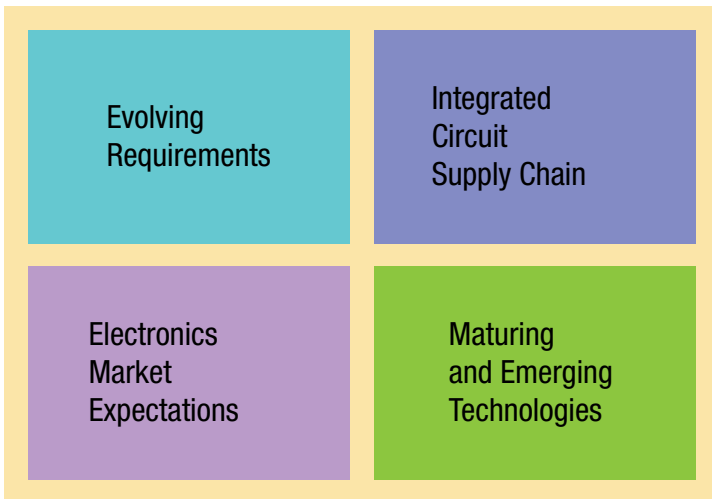 Evolving
Requirements
Integrated
Circuit
Supply Chain
Electronics
Market
Expectations
Maturing
and Emerging
Technologies